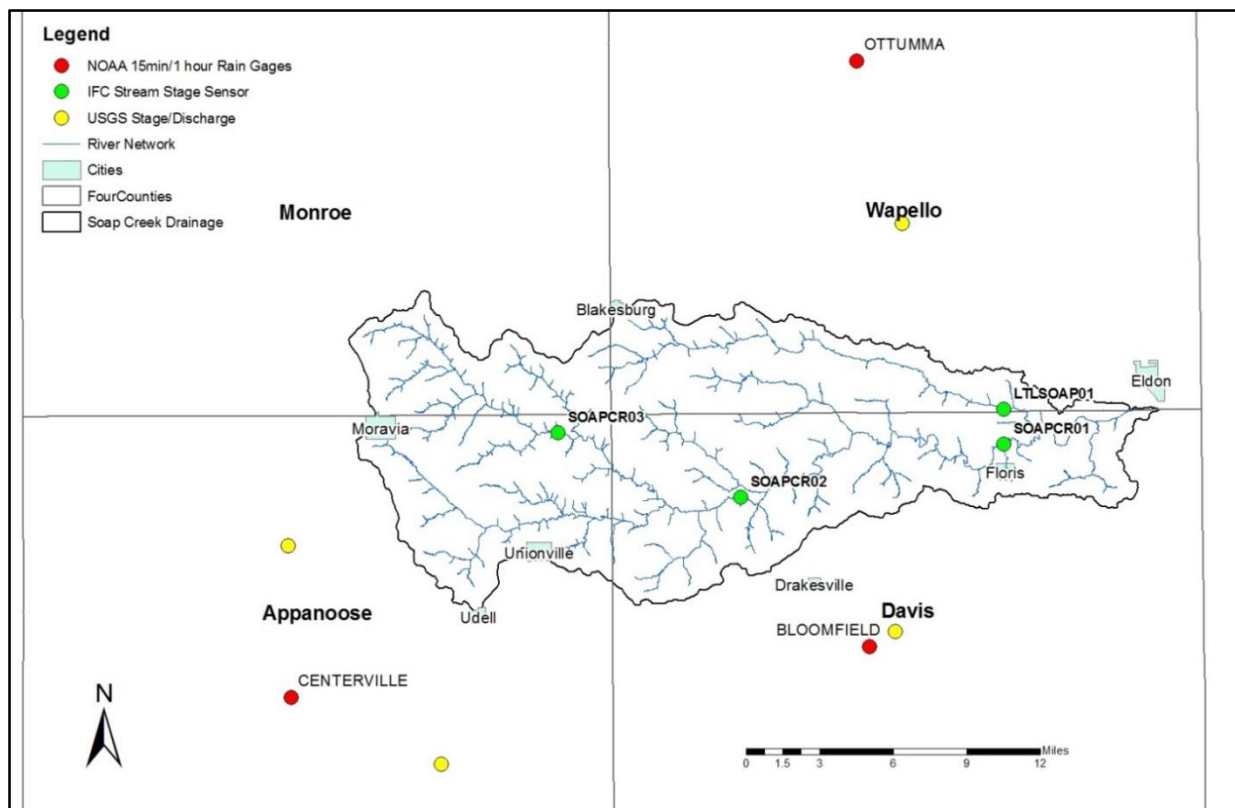 Legend
NOAA 15min/1 hour Rain Gages
IFC Stream Stage Sensor
USGS Stage/Discharge
River Network
Cities
FourCounties
Soap Creek Drainage
OTTUMMA
Monroe
Wapello
Blakesburg
Eldon
LTLSOAP01
SOAPCR03
Moravia
SOAPCR01
Floris
SOAPCR02
Unionville
Drakesville
Appanoose
Udell
Davis
BLOOMFIELD
CENTERVILLE
N
Miles
0 1.5 3 6 9 12